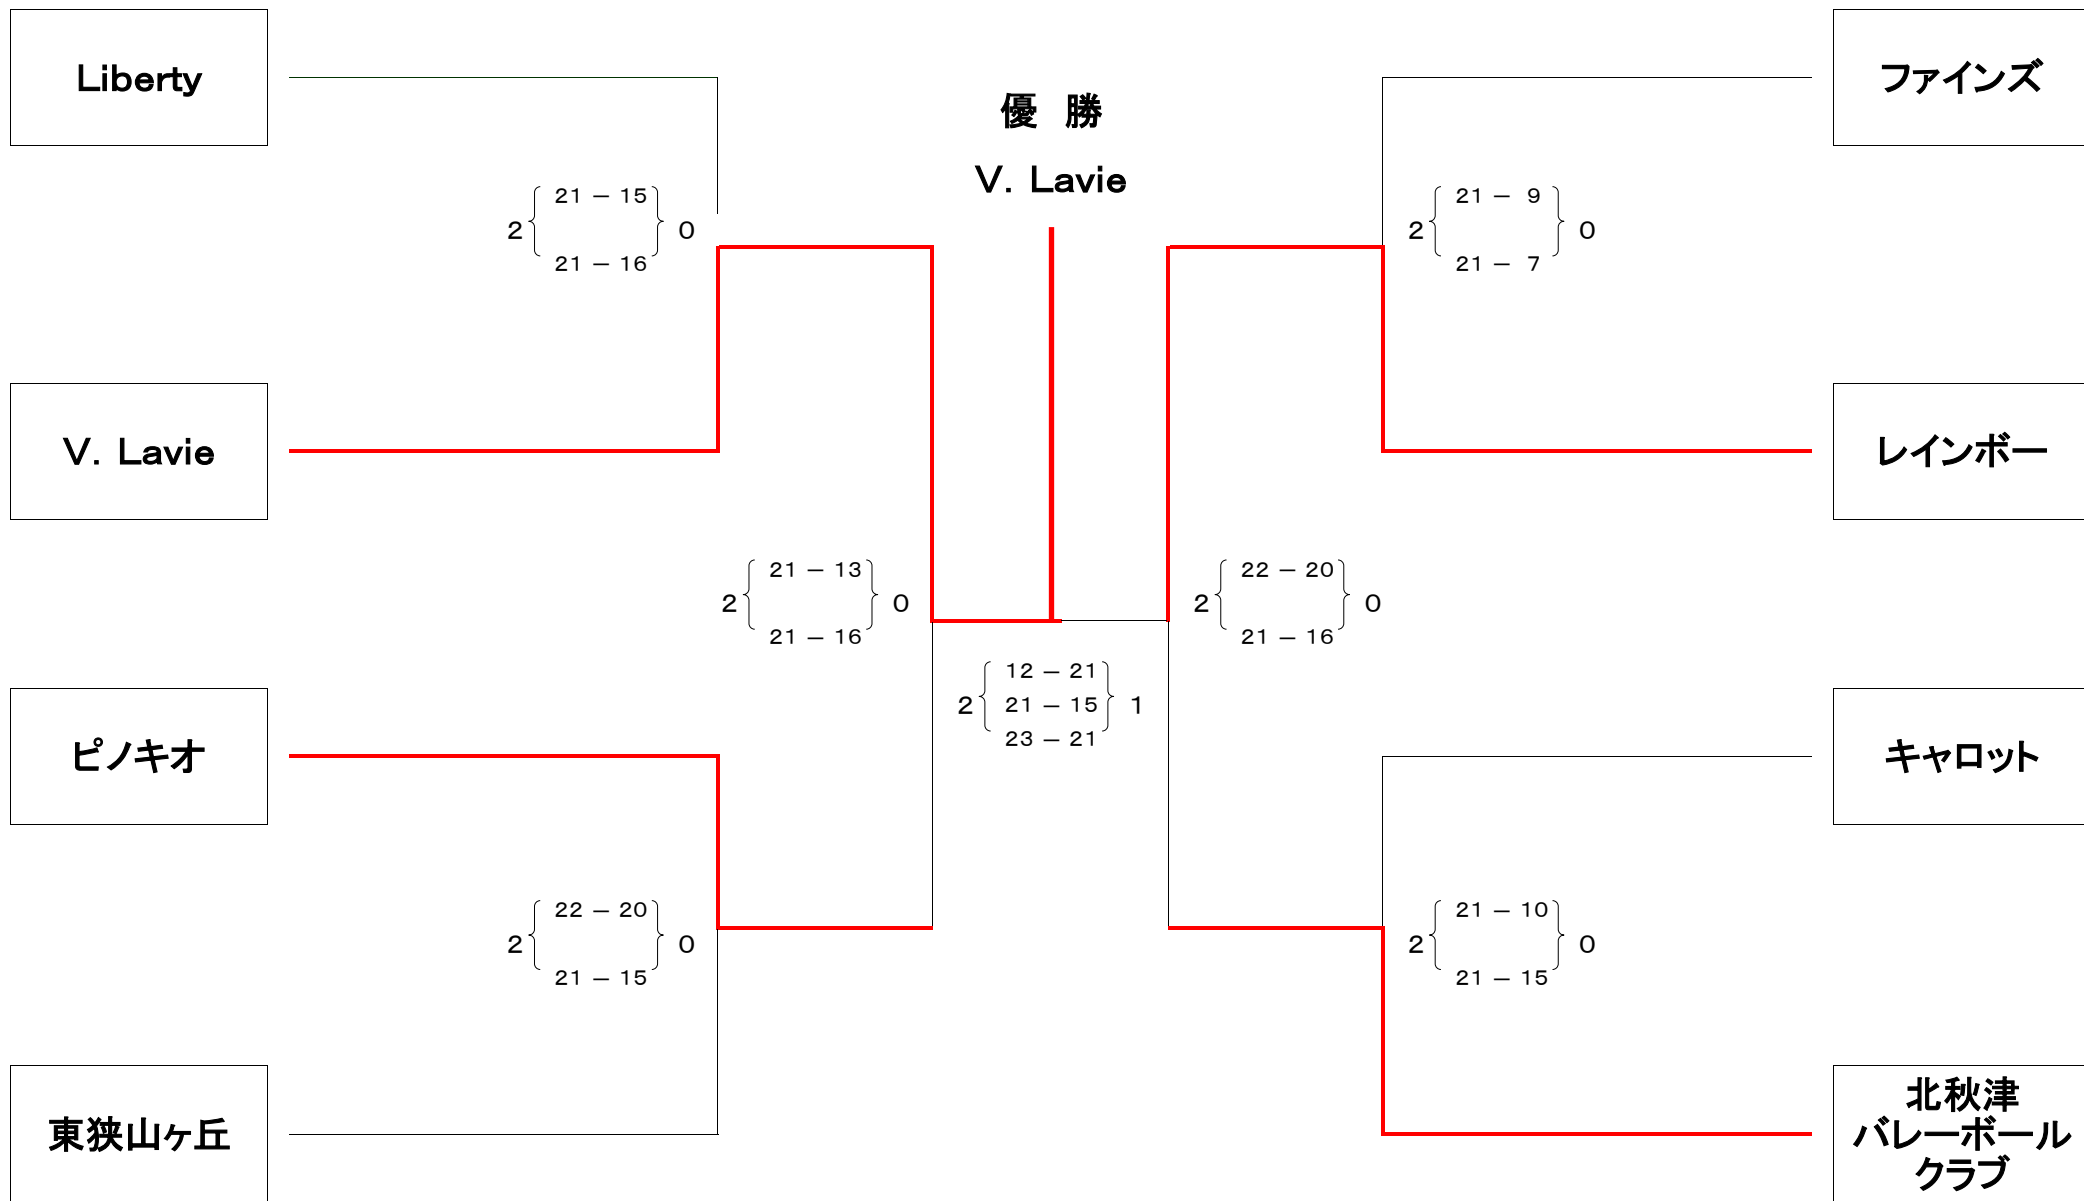 Liberty
ファインズ
優 勝
V. Lavie
21 － 15
2 0
21 － 16
21 － 9
2 0
21 － 7
V. Lavie
レインボー
21 － 13
2 0
21 － 16
22 － 20
2 0
21 － 16
12 － 21
2 21 － 15 1
23 － 21
ピノキオ
キャロット
22 － 20
2 0
21 － 15
21 － 10
2 0
21 － 15
東狭山ヶ丘
北秋津
バレーボール
クラブ